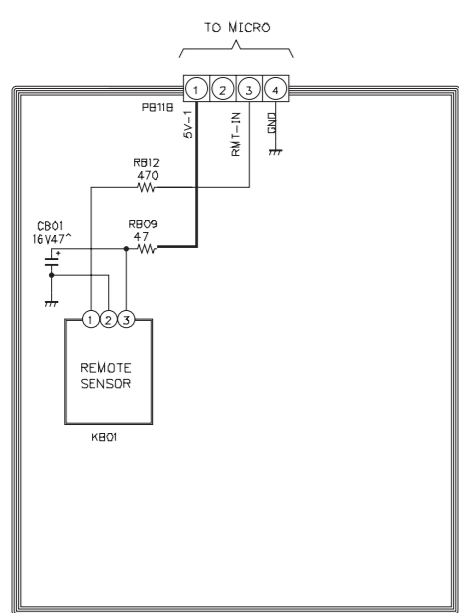 TO MICRO
1 2 3 4
PB11B
5V-1
RMT-IN
GND
RB12
470
CB01
16V47^
+
RB09
47
1 2 3
REMOTE
SENSOR
KB01